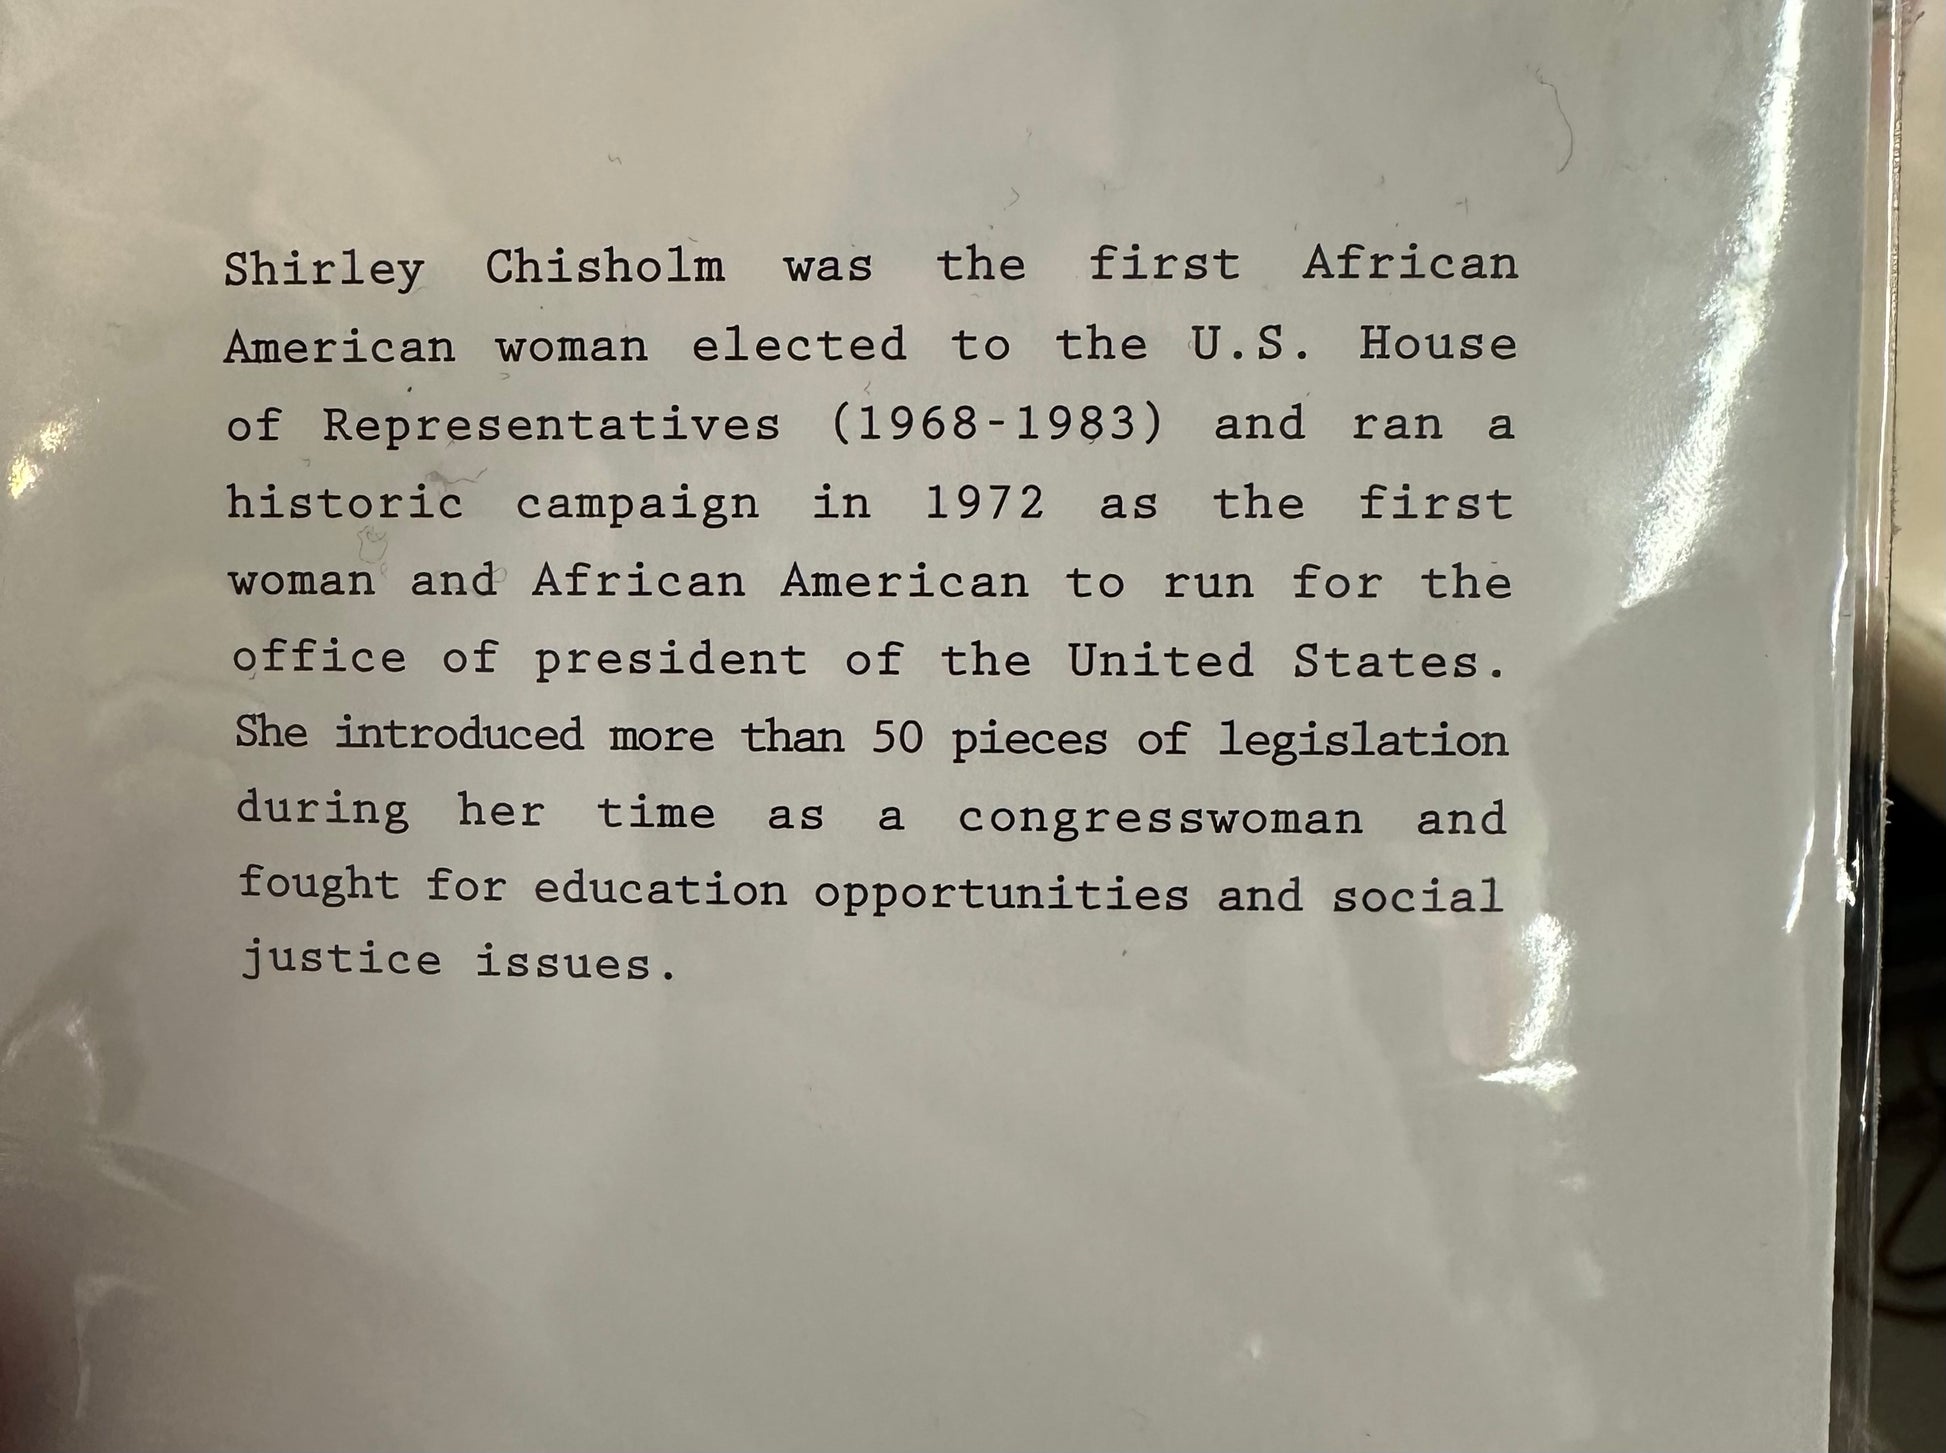 Shirley Chisholm was the first African
American woman elected to the U.S. House
of Representatives (1968-1983) and ran a
historic campaign in 1972 as the first
woman and African American to run for the
office of president of the United States.
She introduced more than 50 pieces of legislation
during her time as a congresswoman and
fought for education opportunities and social
justice issues.